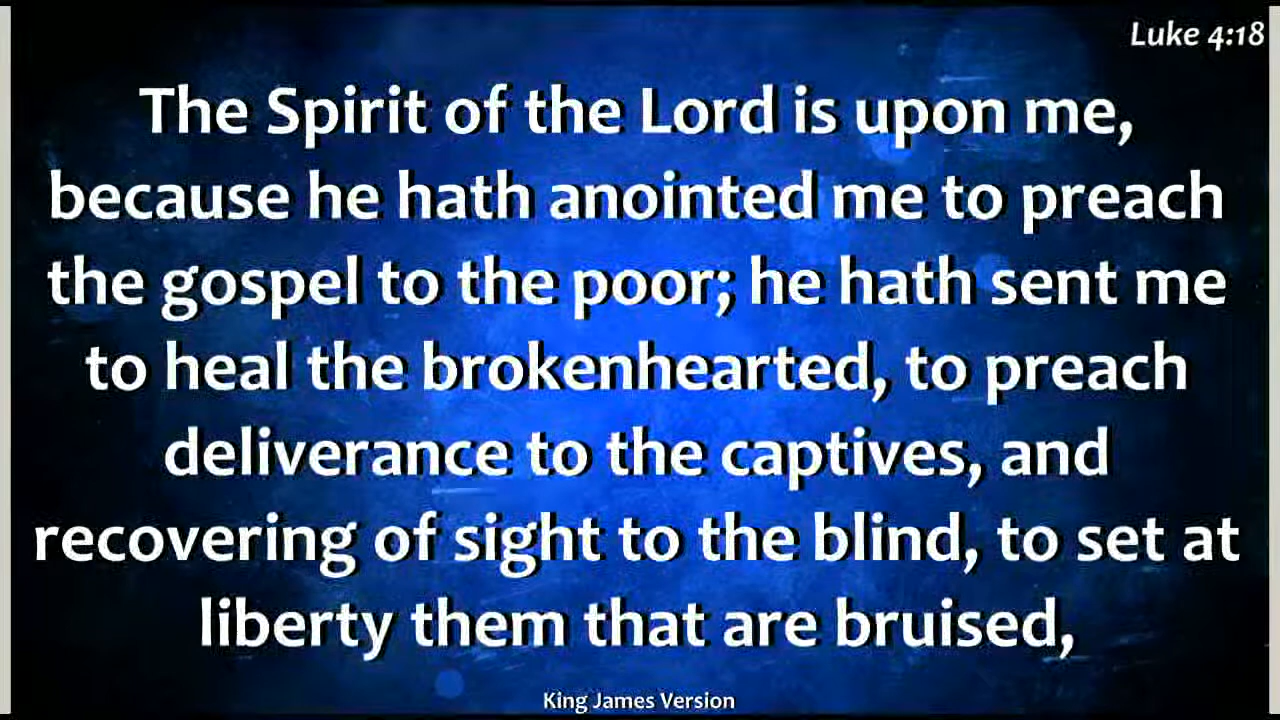 Luke 4:18
The Spirit of the Lord is upon me,
because he hath anointed me to preach
the gospel to the poor; he hath sent me
to heal the brokenhearted, to preach
deliverance to the captives, and
recovering of sight to the blind, to set at
liberty them that are bruised,
King James Version